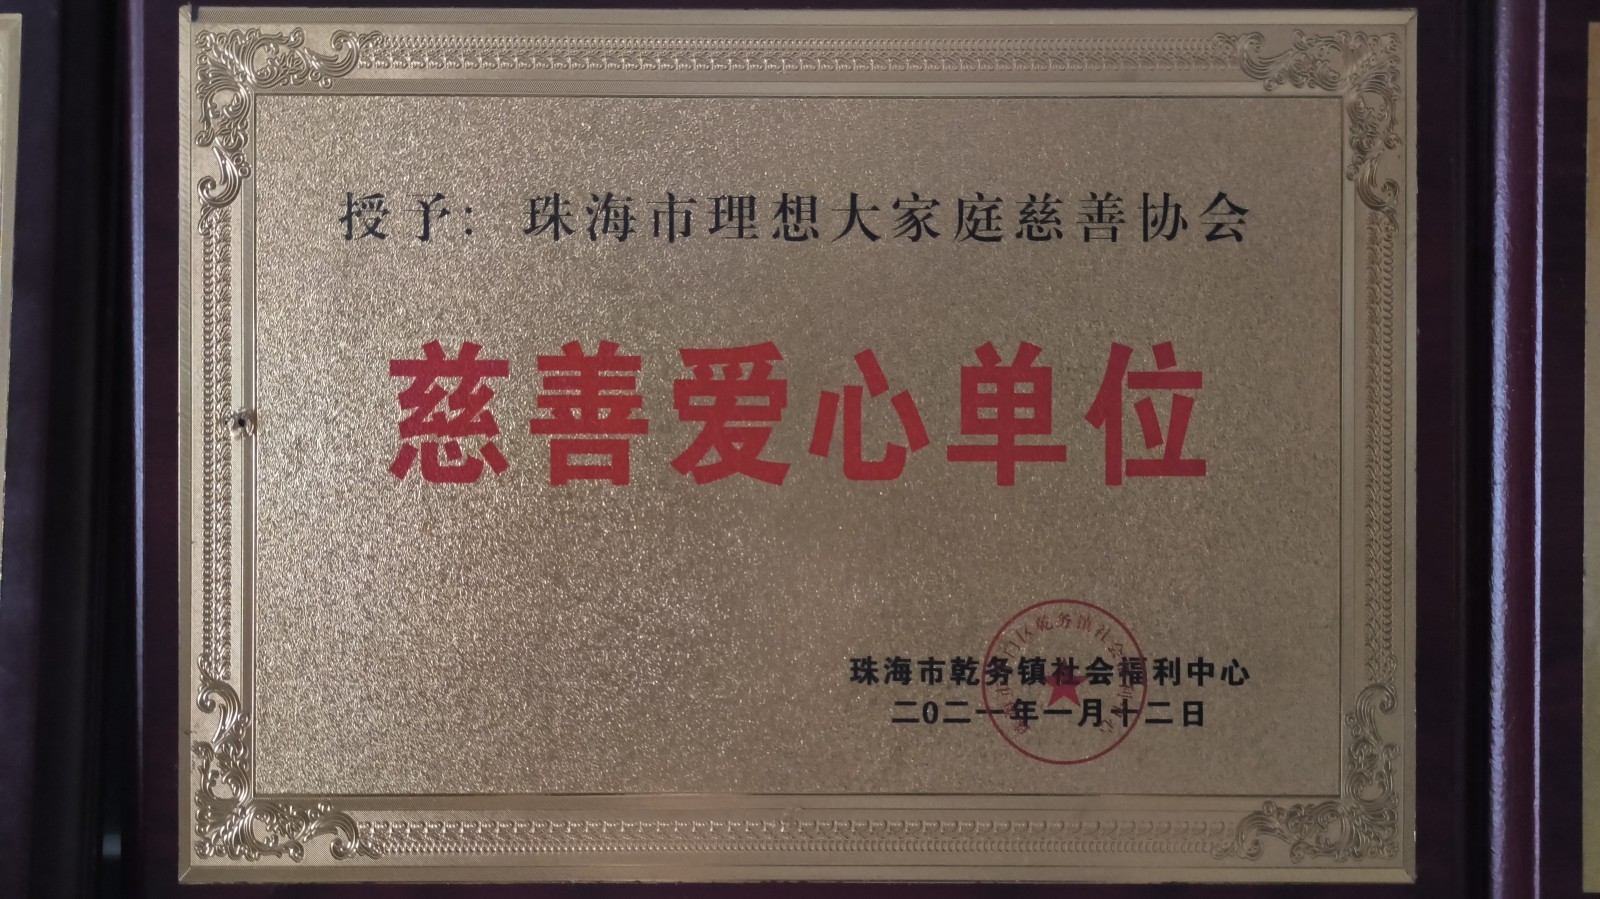 授予：珠海市理想大家庭慈善协会
慈善爱心单位
珠海市乾务镇社会福利中心
二0二一年一月十二日